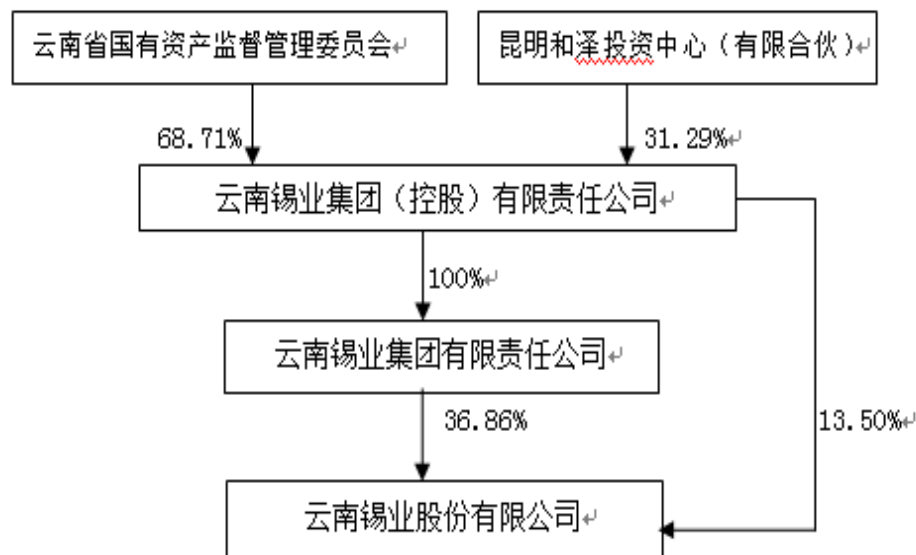 云南省国有资产监督管理委员会
昆明和泽投资中心（有限合伙）
68.71%
31.29%
云南锡业集团（控股）有限责任公司
100%
云南锡业集团有限责任公司
36.86%
13.50%
云南锡业股份有限公司